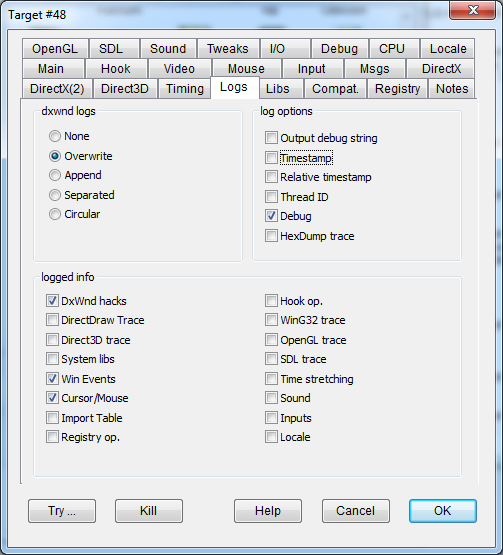 Target #48
OpenGL SDL Sound Tweaks I/O Debug CPU Locale
Main Hook Video Mouse Input Msgs DirectX
DirectX(2) Direct3D Timing Logs Libs Compat. Registry Notes
dxwnd logs
None
Overwrite
Append
Separated
Circular
log options
Output debug string
Timestamp
Relative timestamp
Thread ID
Debug
HexDump trace
logged info
DxWnd hacks
DirectDraw Trace
Direct3D trace
System libs
Win Events
Cursor/Mouse
Import Table
Registry op.
Hook op.
WinG32 trace
OpenGL trace
SDL trace
Time stretching
Sound
Inputs
Locale
Try ... Kill Help Cancel OK